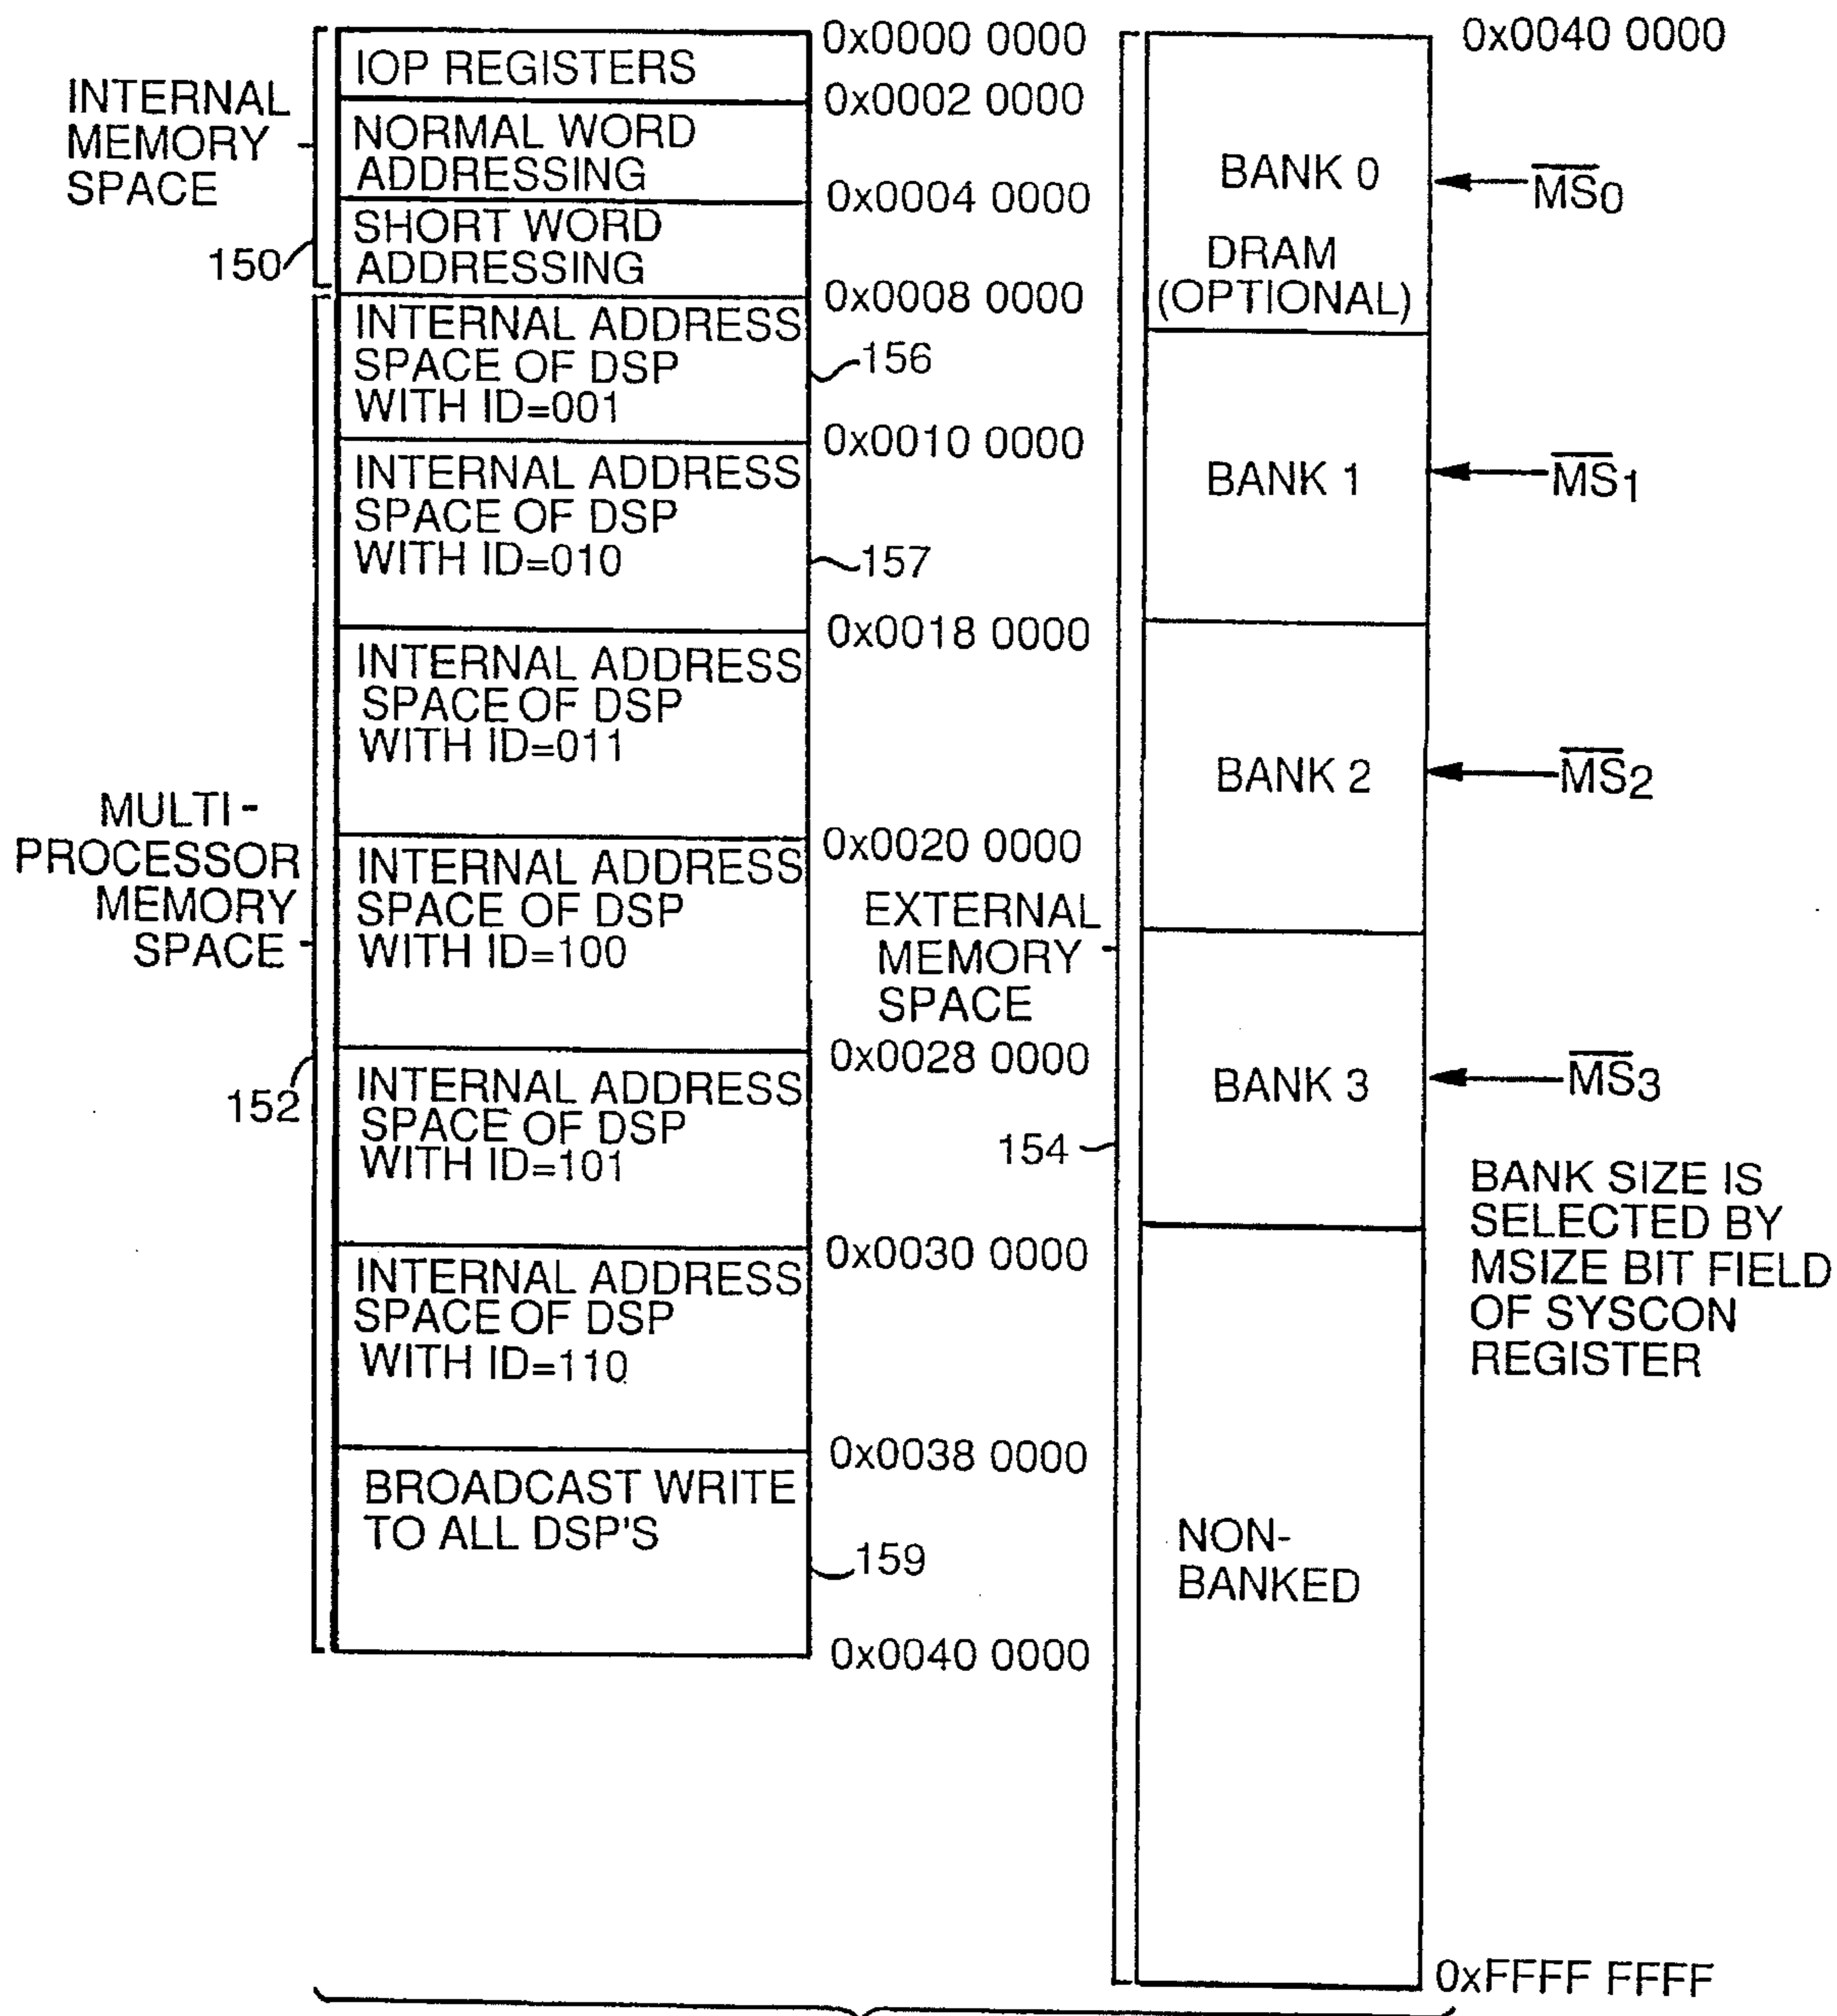 0x0000 0000
IOP REGISTERS
0x0002 0000
INTERNAL
MEMORY
SPACE
NORMAL WORD
ADDRESSING
0x0004 0000
SHORT WORD
ADDRESSING
150
0x0008 0000
INTERNAL ADDRESS
SPACE OF DSP
WITH ID=001
156
0x0010 0000
INTERNAL ADDRESS
SPACE OF DSP
WITH ID=010
157
0x0018 0000
INTERNAL ADDRESS
SPACE OF DSP
WITH ID=011
MULTI-
PROCESSOR
MEMORY
SPACE
0x0020 0000
INTERNAL ADDRESS
SPACE OF DSP
WITH ID=100
0x0028 0000
152
INTERNAL ADDRESS
SPACE OF DSP
WITH ID=101
0x0030 0000
INTERNAL ADDRESS
SPACE OF DSP
WITH ID=110
0x0038 0000
BROADCAST WRITE
TO ALL DSP'S
159
0x0040 0000
0x0040 0000
BANK 0
MS0
DRAM
(OPTIONAL)
BANK 1
MS1
BANK 2
MS2
EXTERNAL
MEMORY
SPACE
BANK 3
MS3
154
BANK SIZE IS
SELECTED BY
MSIZE BIT FIELD
OF SYSCON
REGISTER
NON-
BANKED
0xFFFF FFFF